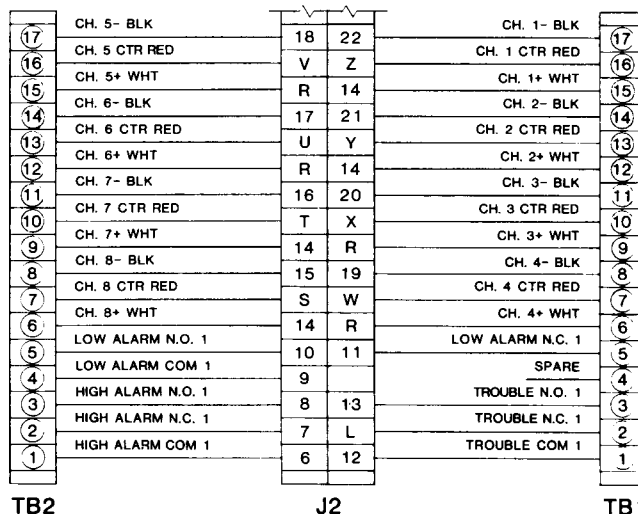 17 CH. 5- BLK 18 22 CH. 1- BLK 17
16 CH. 5 CTR RED V Z CH. 1 CTR RED 16
15 CH. 5+ WHT R 14 CH. 1+ WHT 15
14 CH. 6- BLK 17 21 CH. 2- BLK 14
13 CH. 6 CTR RED U Y CH. 2 CTR RED 13
12 CH. 6+ WHT R 14 CH. 2+ WHT 12
11 CH. 7- BLK 16 20 CH. 3- BLK 11
10 CH. 7 CTR RED T X CH. 3 CTR RED 10
9 CH. 7+ WHT 14 R CH. 3+ WHT 9
8 CH. 8- BLK 15 19 CH. 4- BLK 8
7 CH. 8 CTR RED S W CH. 4 CTR RED 7
6 CH. 8+ WHT 14 R CH. 4+ WHT 6
5 LOW ALARM N.O. 1 10 11 LOW ALARM N.C. 1 5
4 LOW ALARM COM 1 9 SPARE 4
3 HIGH ALARM N.O. 1 8 13 TROUBLE N.O. 1 3
2 HIGH ALARM N.C. 1 7 L TROUBLE N.C. 1 2
1 HIGH ALARM COM 1 6 12 TROUBLE COM 1 1
TB2 J2 TB